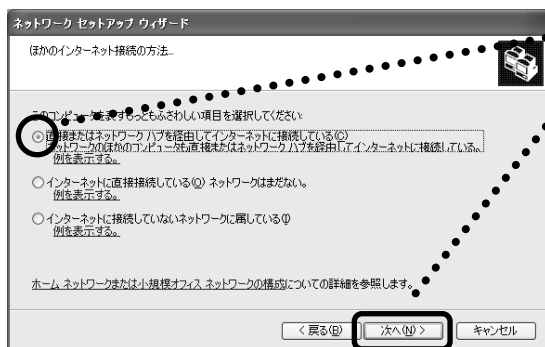 ネットワーク セットアップ ウィザード
ほかのインターネット接続の方法...
このコンピュータを表すもっともふさわしい項目を選択してください:
直接またはネットワーク ハブを経由してインターネットに接続している(C)
ネットワークのほかのコンピュータも直接またはネットワーク ハブを経由してインターネットに接続している。
例を表示する。
インターネットに直接接続している(O) ネットワークはまだない。
例を表示する。
インターネットに接続していないネットワークに属している(I)
例を表示する。
ホーム ネットワークまたは小規模オフィス ネットワークの構成についての詳細を参照します。
< 戻る(B)
次へ(N) >
キャンセル